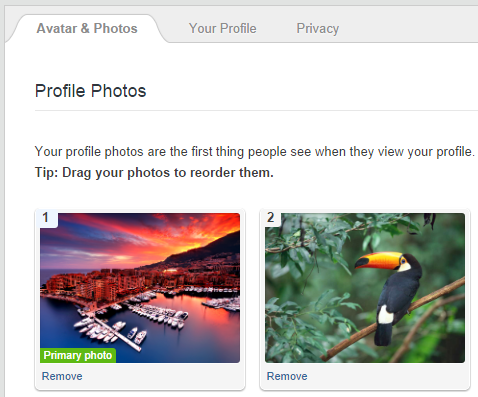 Avatar & Photos
Your Profile
Privacy
Profile Photos
Your profile photos are the first thing people see when they view your profile.
Tip: Drag your photos to reorder them.
1
2
Primary photo
Remove
Remove